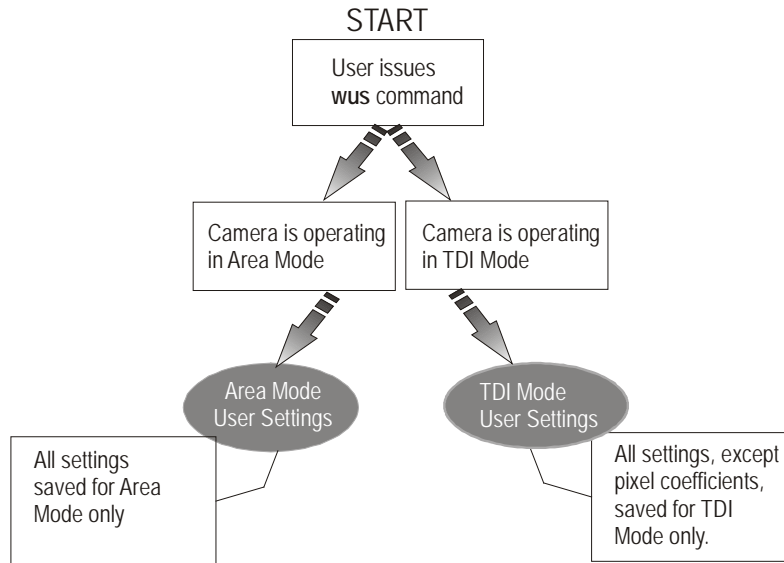 START
User issues
wus command
Camera is operating
in Area Mode
Camera is operating
in TDI Mode
Area Mode
User Settings
TDI Mode
User Settings
All settings
saved for Area
Mode only
All settings, except
pixel coefficients,
saved for TDI
Mode only.